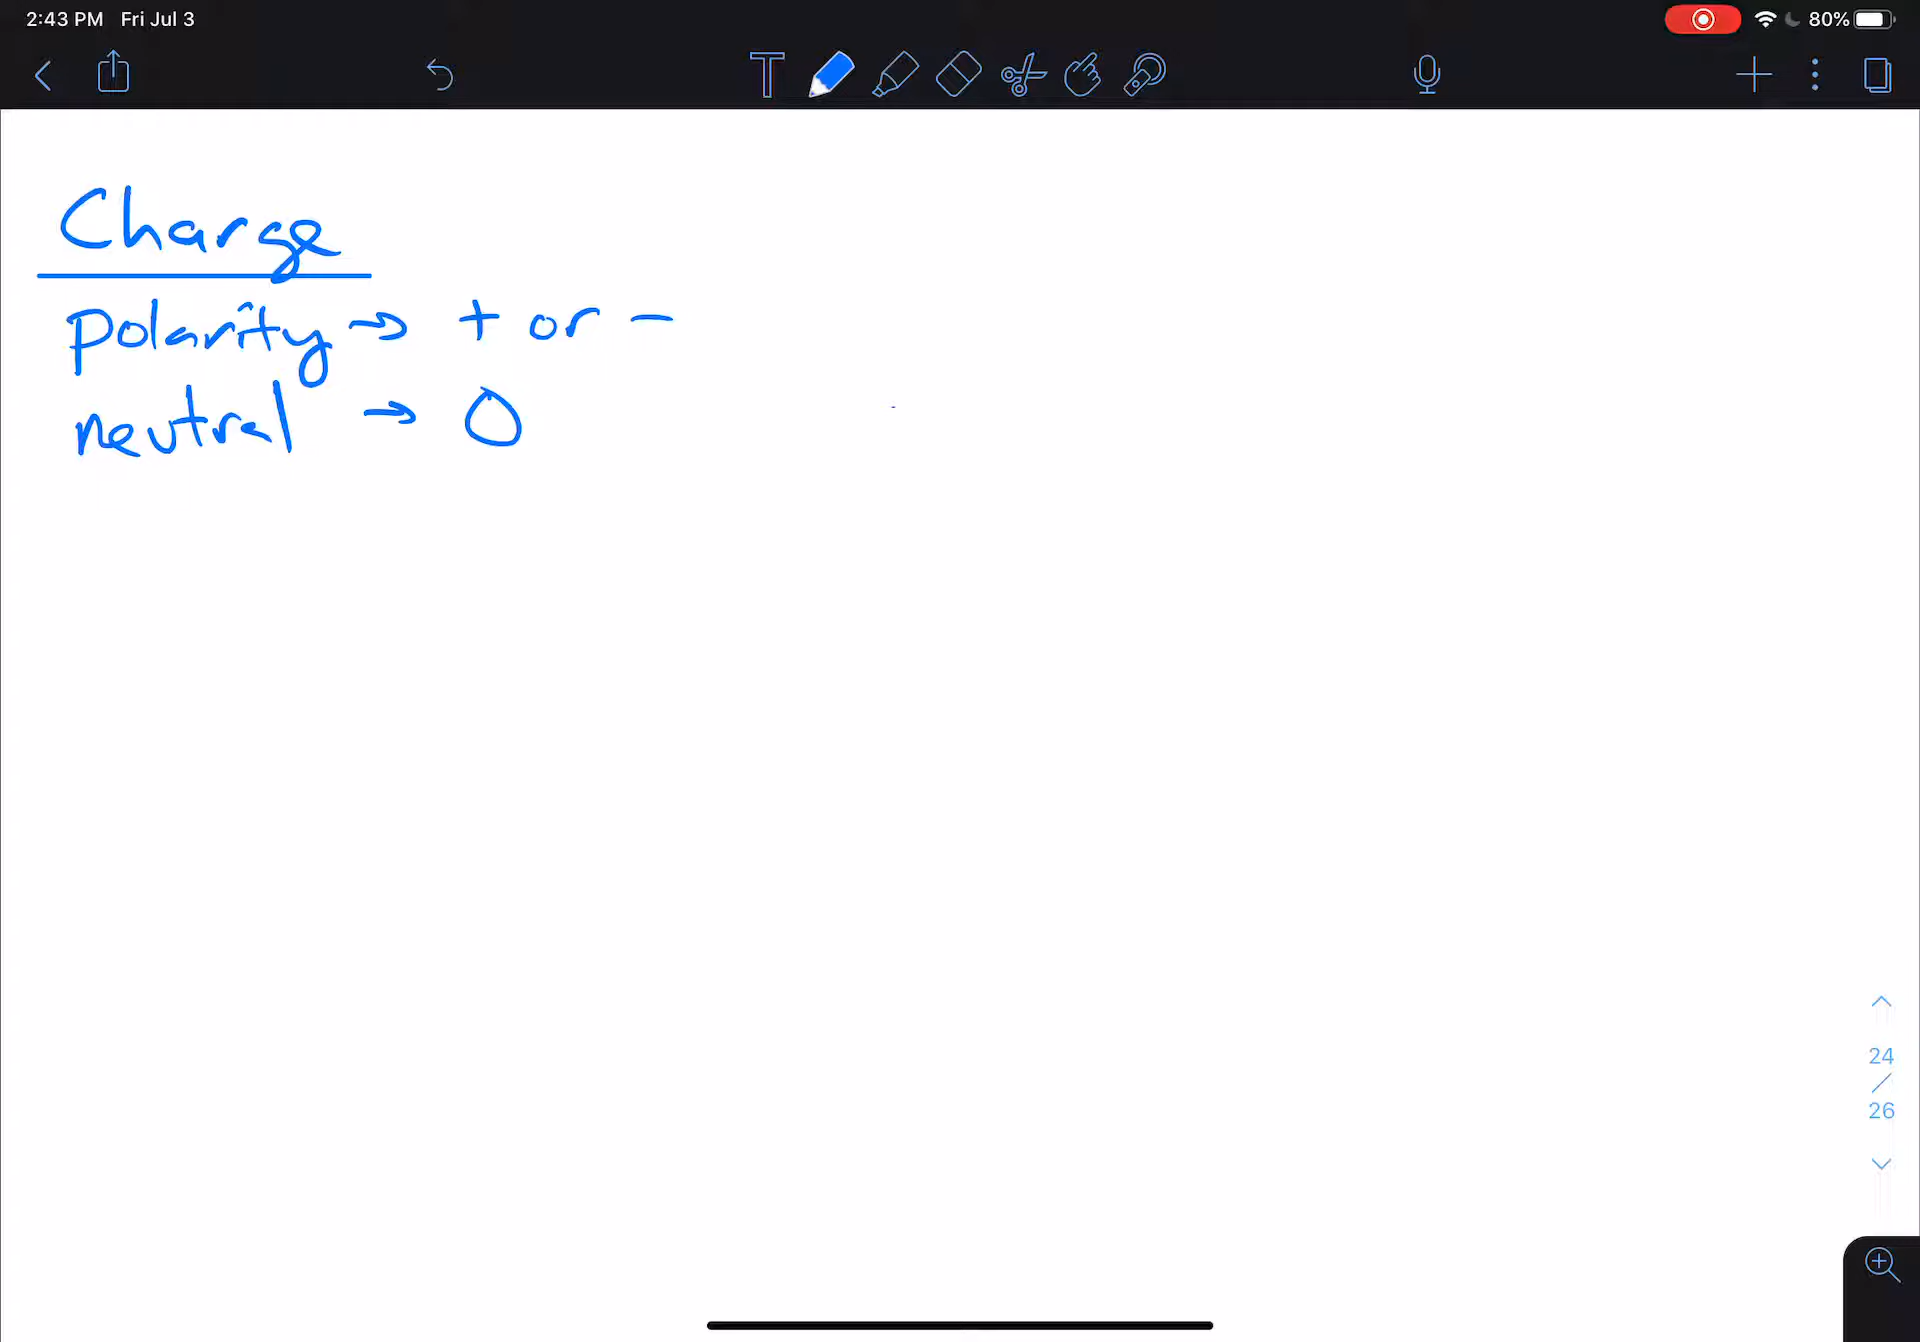 2:43 PM Fri Jul 3
80%
Charge
polarity → + or -
neutral → 0
24
/
26